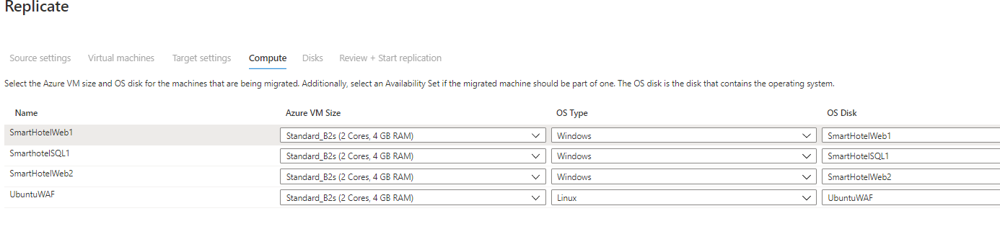 Replicate
Source settings Virtual machines Target settings Compute Disks Review + Start replication
Select the Azure VM size and OS disk for the machines that are being migrated. Additionally, select an Availability Set if the migrated machine should be part of one. The OS disk is the disk that contains the operating system.
Name Azure VM Size OS Type OS Disk
SmartHotelWeb1 Standard_B2s (2 Cores, 4 GB RAM) Windows SmartHotelWeb1
SmarthotelSQL1 Standard_B2s (2 Cores, 4 GB RAM) Windows SmartHotelSQL1
SmartHotelWeb2 Standard_B2s (2 Cores, 4 GB RAM) Windows SmartHotelWeb2
UbuntuWAF Standard_B2s (2 Cores, 4 GB RAM) Linux UbuntuWAF